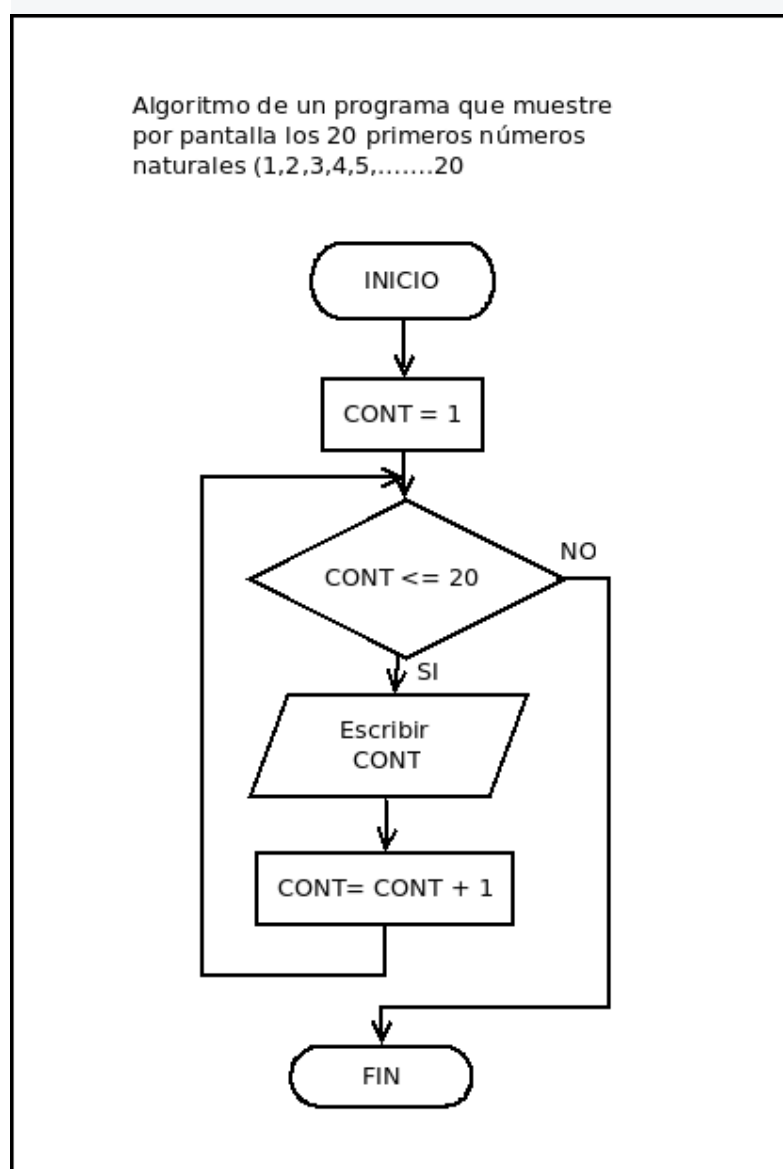 Algoritmo de un programa que muestre
por pantalla los 20 primeros números
naturales (1,2,3,4,5,.......20
INICIO
CONT = 1
CONT <= 20
NO
SI
Escribir
CONT
CONT= CONT + 1
FIN